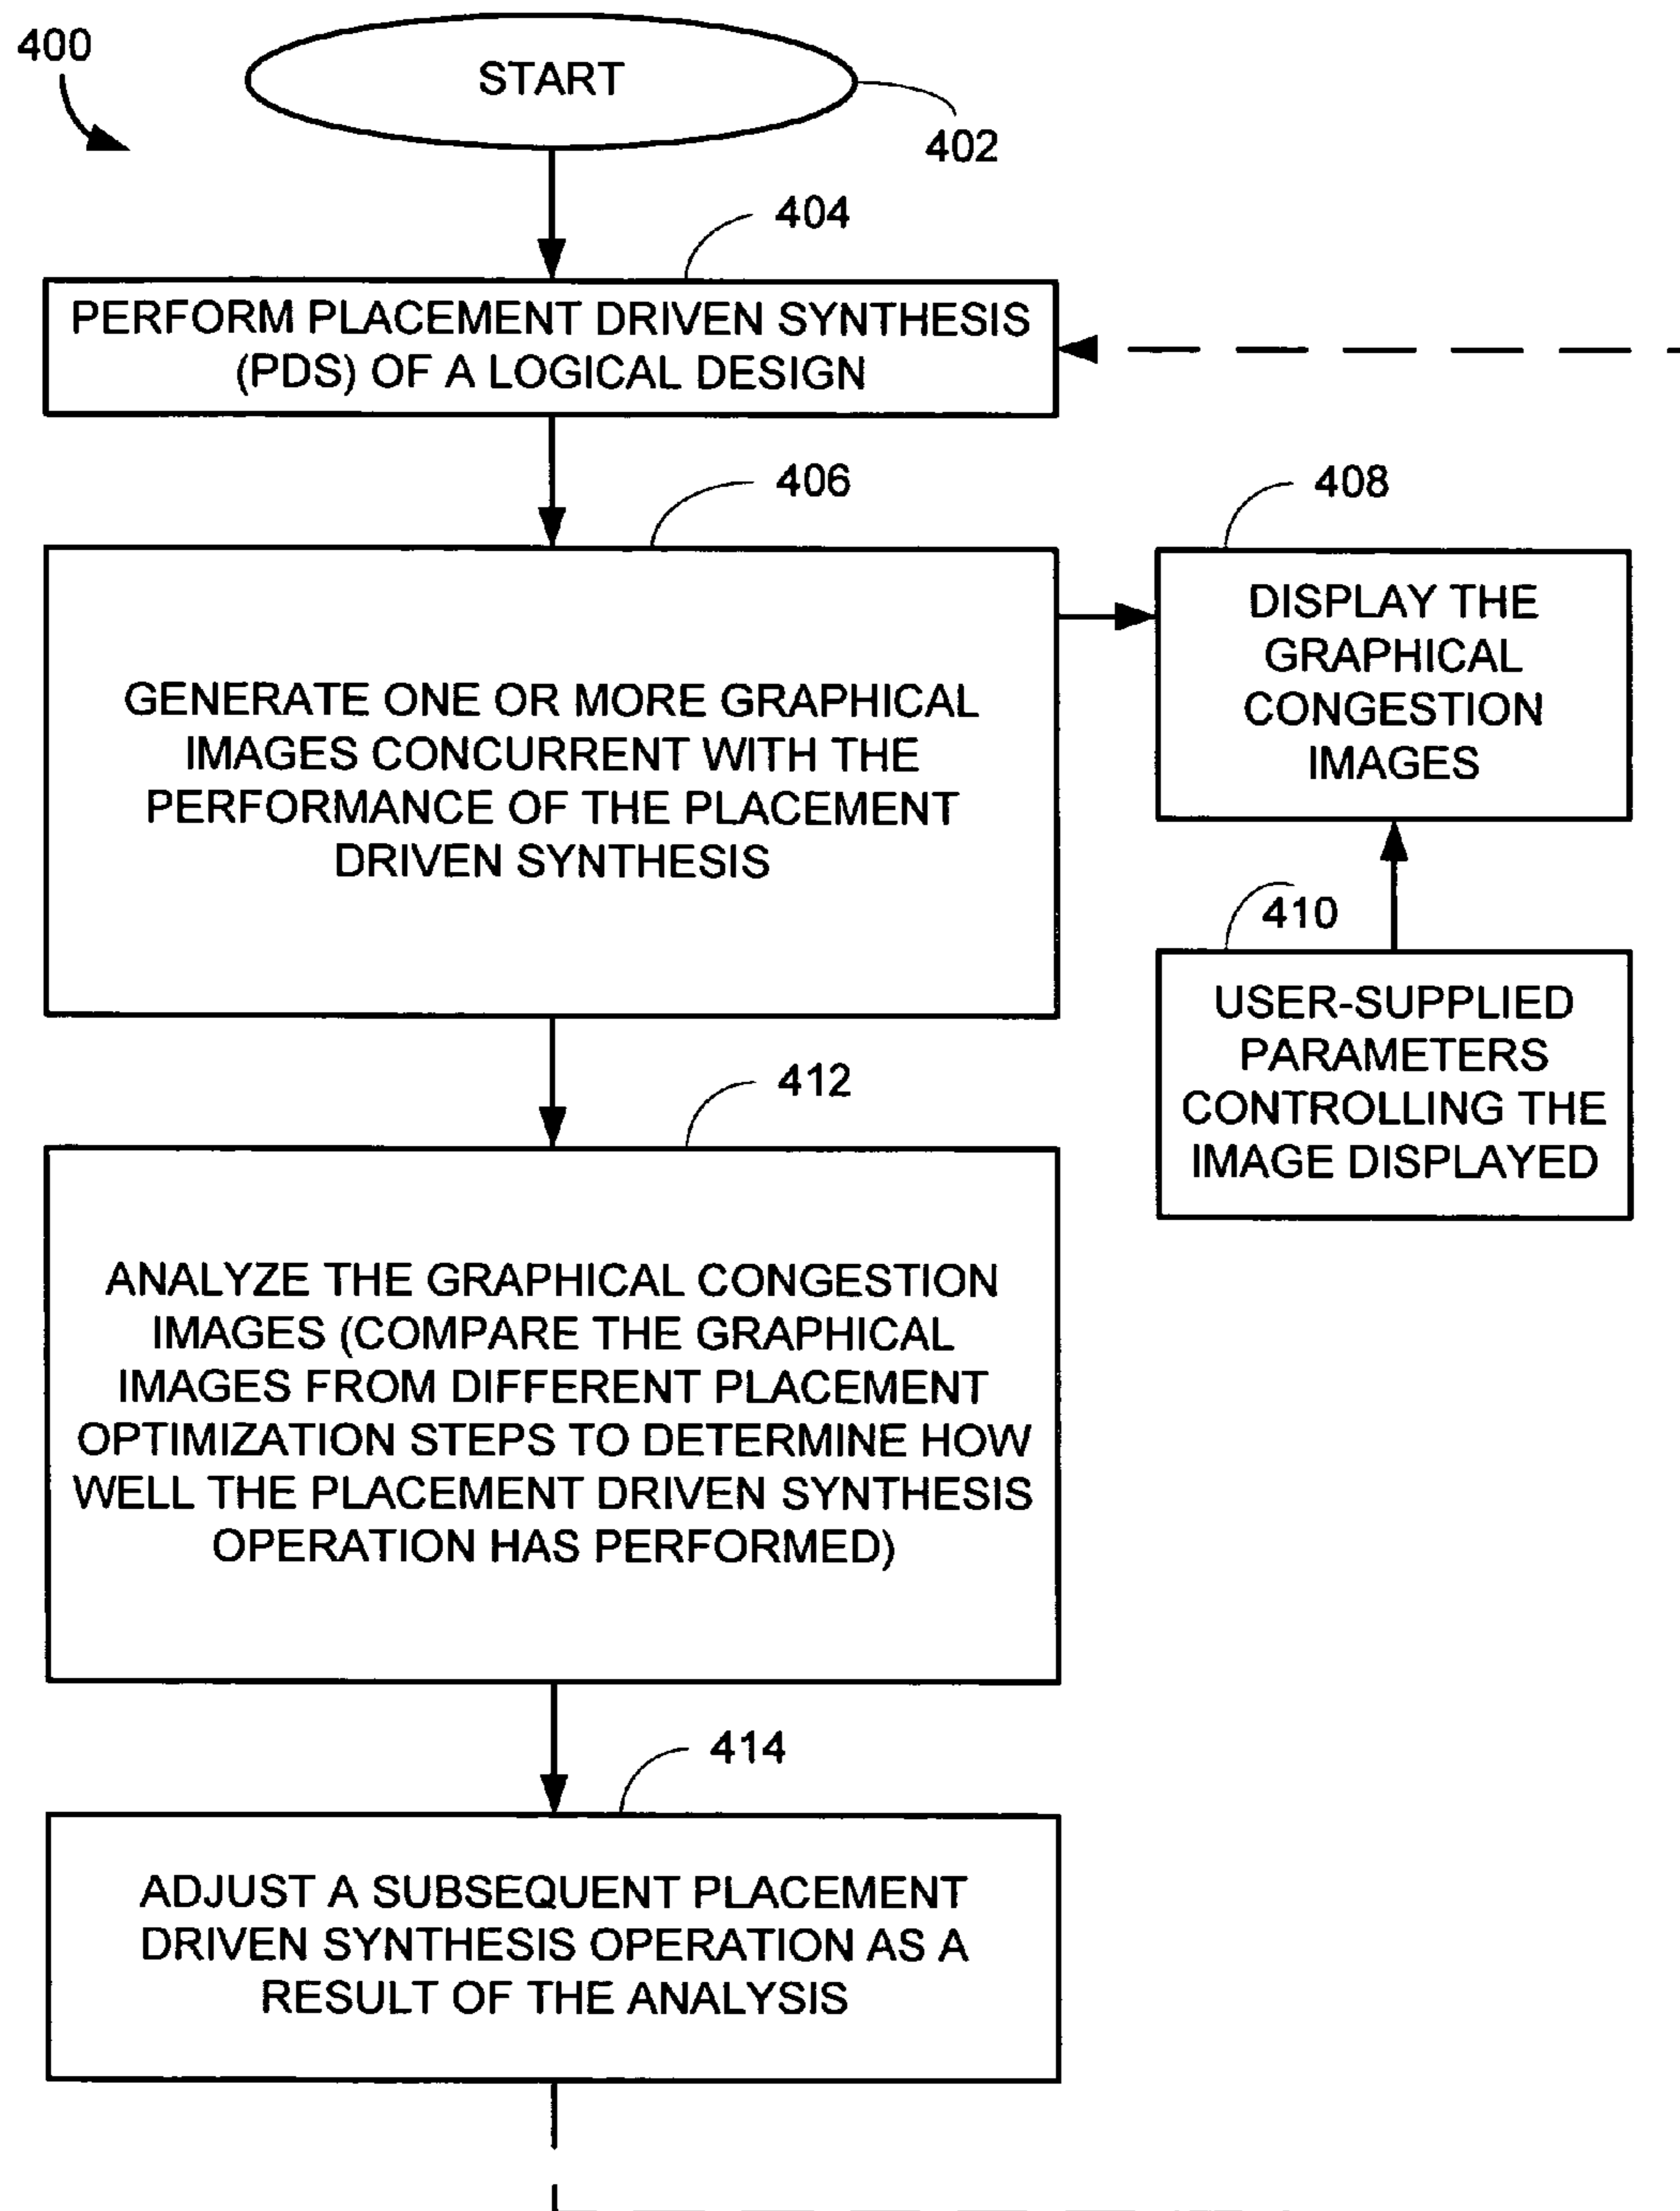 400
START
402
404
PERFORM PLACEMENT DRIVEN SYNTHESIS
(PDS) OF A LOGICAL DESIGN
406
GENERATE ONE OR MORE GRAPHICAL
IMAGES CONCURRENT WITH THE
PERFORMANCE OF THE PLACEMENT
DRIVEN SYNTHESIS
408
DISPLAY THE
GRAPHICAL
CONGESTION
IMAGES
410
USER-SUPPLIED
PARAMETERS
CONTROLLING THE
IMAGE DISPLAYED
412
ANALYZE THE GRAPHICAL CONGESTION
IMAGES (COMPARE THE GRAPHICAL
IMAGES FROM DIFFERENT PLACEMENT
OPTIMIZATION STEPS TO DETERMINE HOW
WELL THE PLACEMENT DRIVEN SYNTHESIS
OPERATION HAS PERFORMED)
414
ADJUST A SUBSEQUENT PLACEMENT
DRIVEN SYNTHESIS OPERATION AS A
RESULT OF THE ANALYSIS